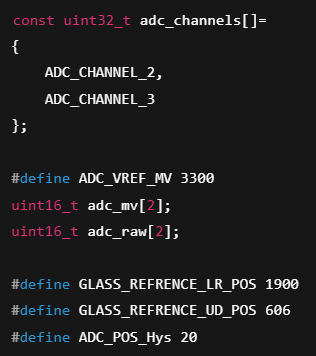 const uint32_t adc_channels[]=
{
    ADC_CHANNEL_2,
    ADC_CHANNEL_3
};

#define ADC_VREF_MV 3300
uint16_t adc_mv[2];
uint16_t adc_raw[2];

#define GLASS_REFRENCE_LR_POS 1900
#define GLASS_REFRENCE_UD_POS 606
#define ADC_POS_Hys 20